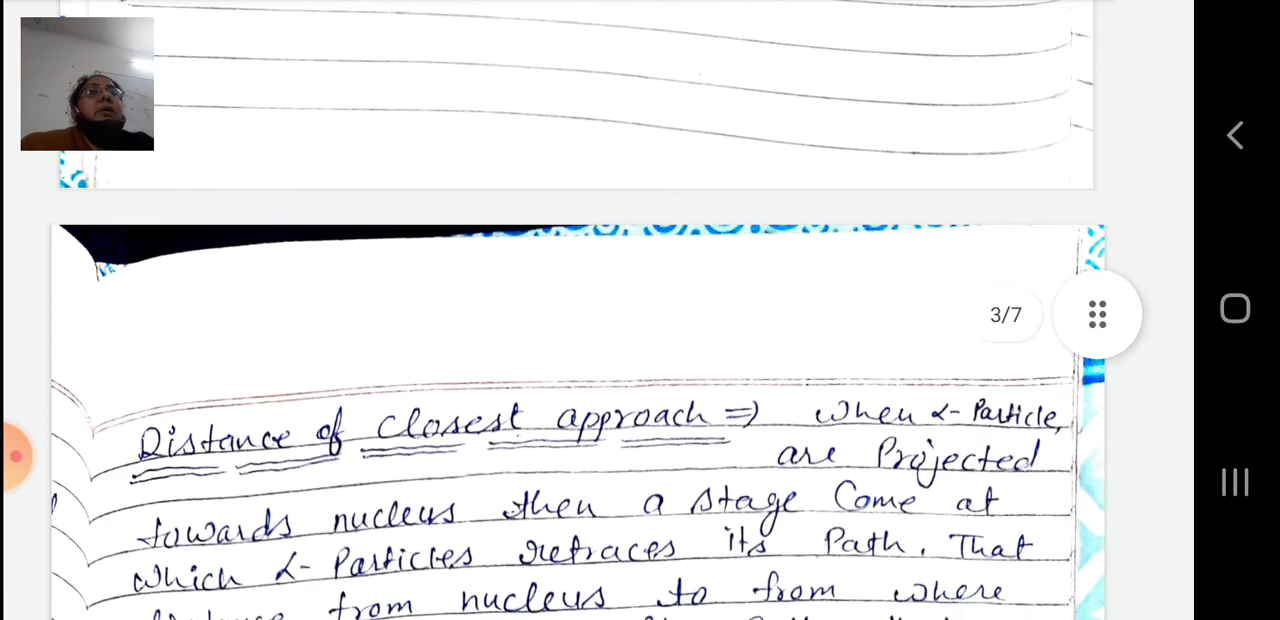 3/7
Distance of closest approach => when α-Particle,
are Projected
towards nucleus then a stage Come at
which α-Particles retraces its Path. That
from nucleus to from where